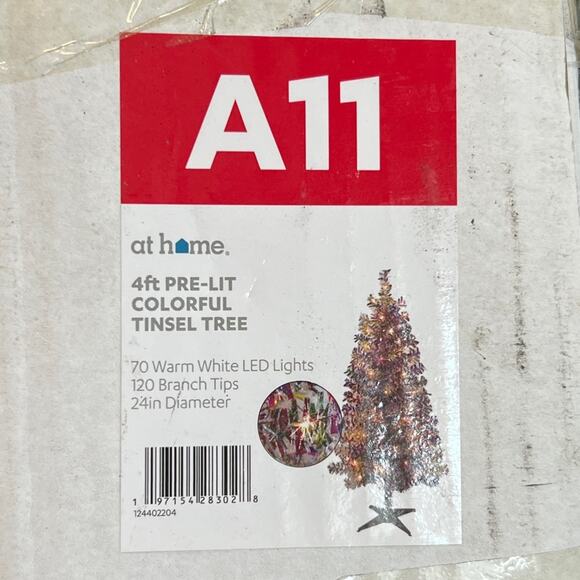 A11
at home®
4ft PRE-LIT
COLORFUL
TINSEL TREE
70 Warm White LED Lights
120 Branch Tips
24in Diameter
1 97154 28302 8
124402204